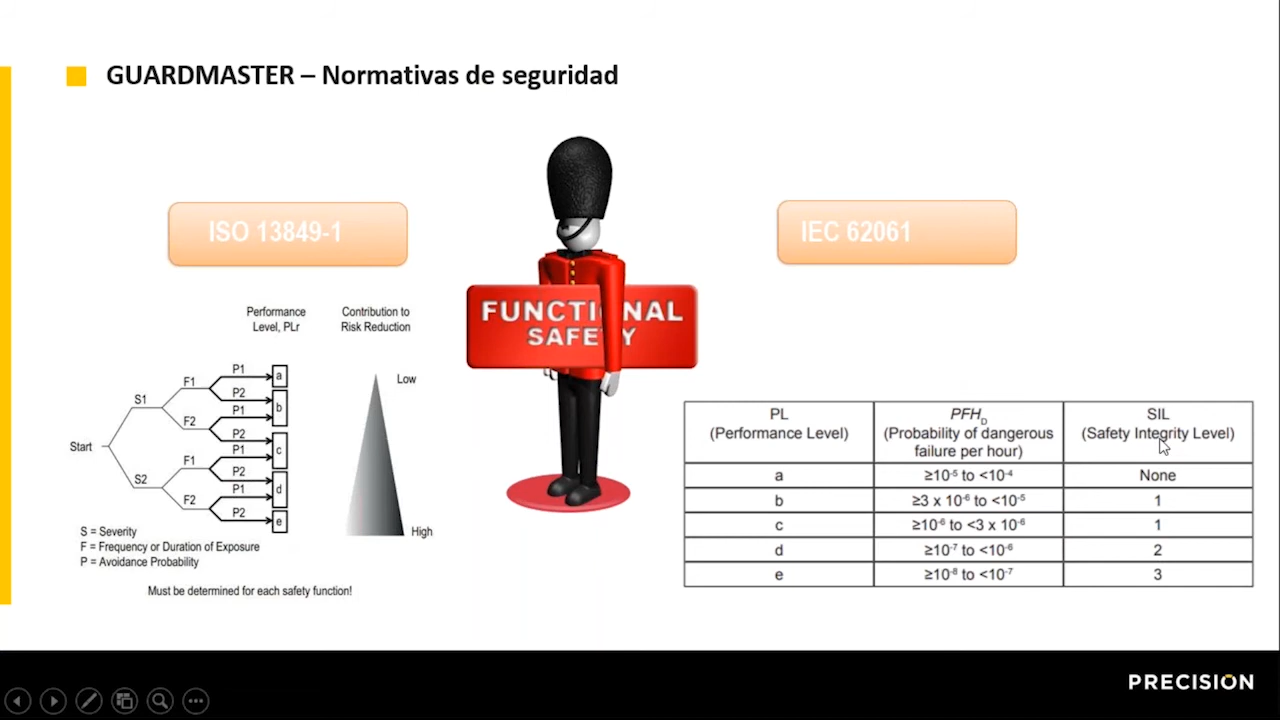 GUARDMASTER – Normativas de seguridad
ISO 13849-1
IEC 62061
FUNCTIONAL
SAFETY
Performance
Level, PLr
Contribution to
Risk Reduction
Start
S1
S2
F1
F2
F1
F2
P1
P2
P1
P2
P1
P2
P1
P2
a
b
c
d
e
Low
High
S = Severity
F = Frequency or Duration of Exposure
P = Avoidance Probability
Must be determined for each safety function!
PL
(Performance Level)
PFH_D
(Probability of dangerous
failure per hour)
SIL
(Safety Integrity Level)
a ≥10⁻⁵ to <10⁻⁴ None
b ≥3 x 10⁻⁶ to <10⁻⁵ 1
c ≥10⁻⁶ to <3 x 10⁻⁶ 1
d ≥10⁻⁷ to <10⁻⁶ 2
e ≥10⁻⁸ to <10⁻⁷ 3
PRECISIÓN